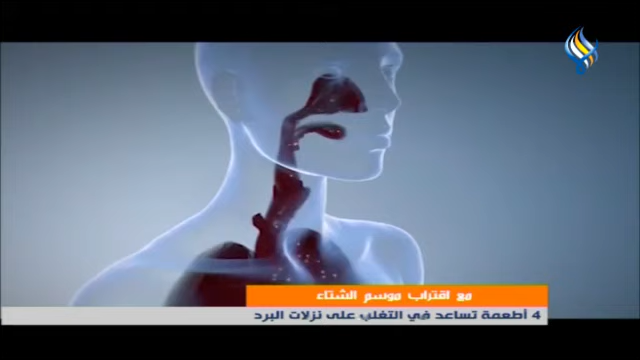 مع اقتراب موسم الشتاء
4 أطعمة تساعد في التغلب على نزلات البرد